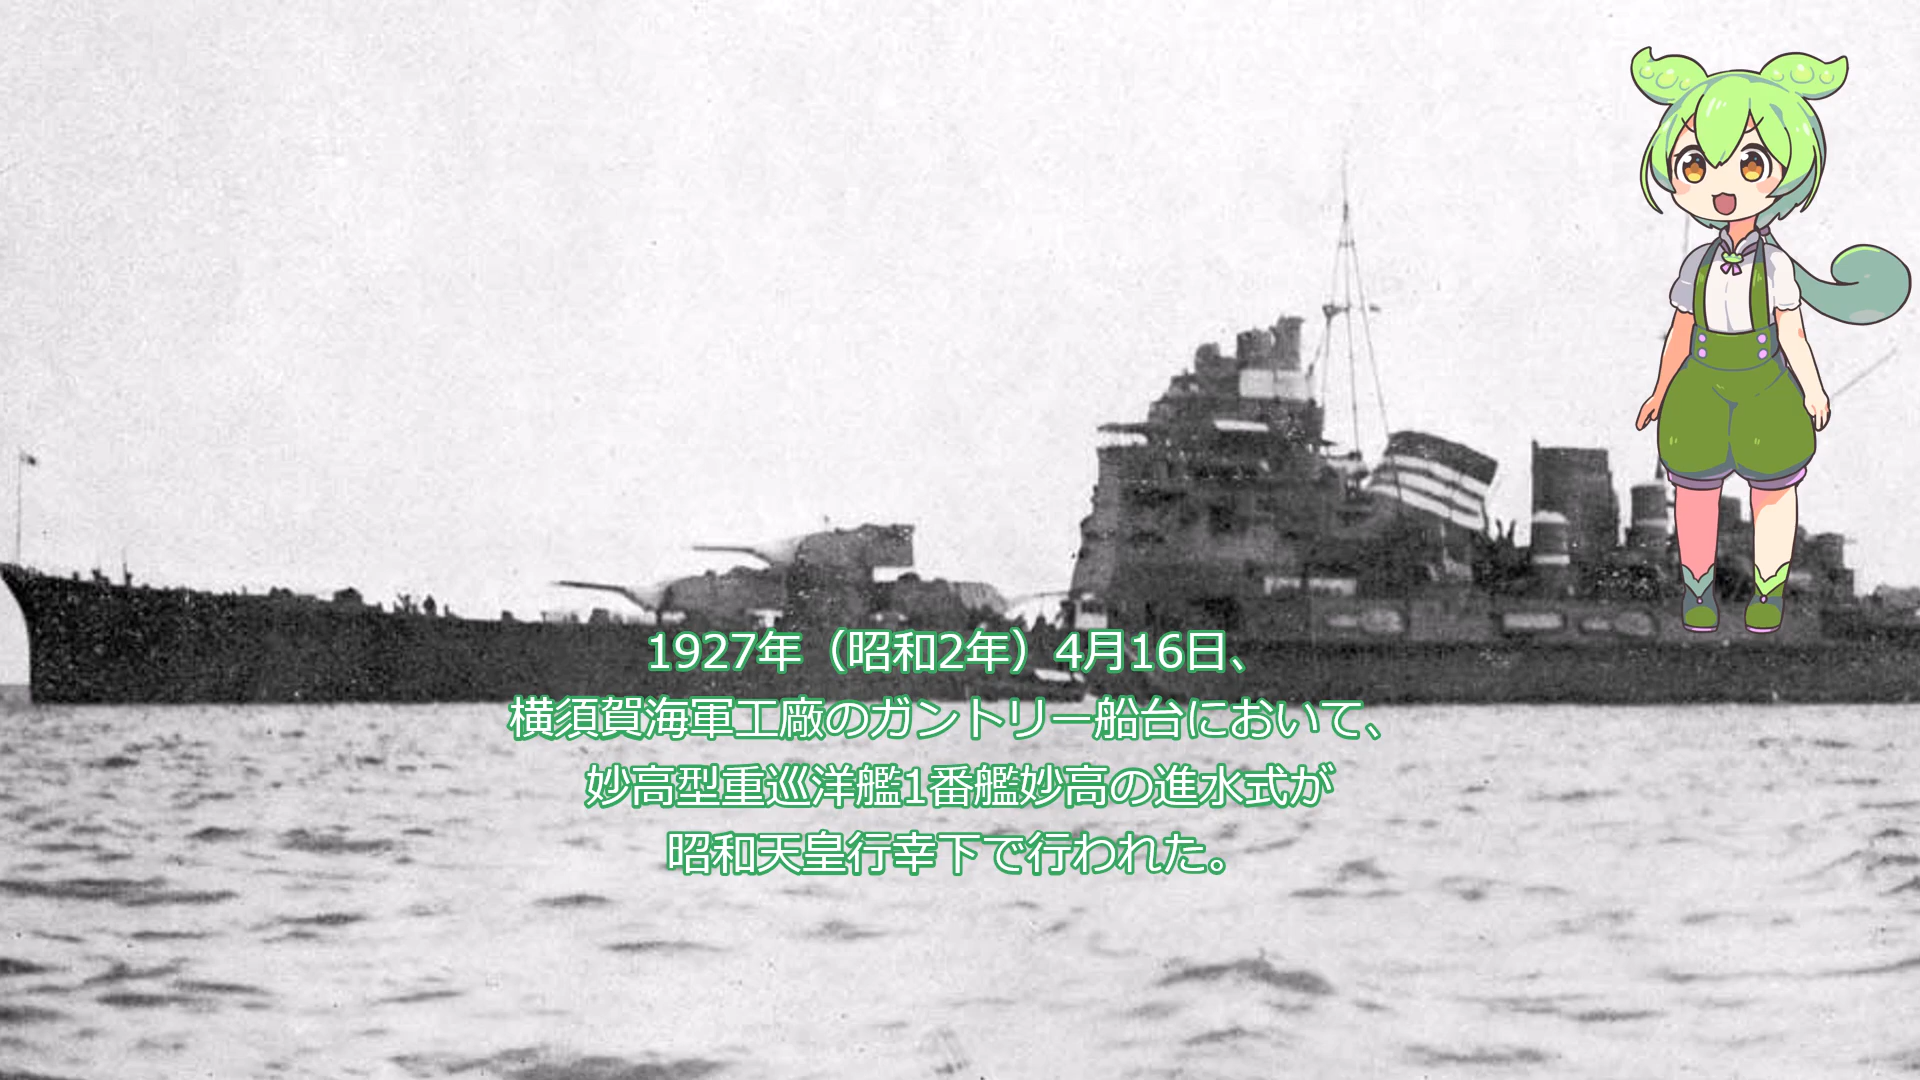 1927年（昭和2年）4月16日、
横須賀海軍工廠のガントリー船台において、
妙高型重巡洋艦1番艦妙高の進水式が
昭和天皇行幸下で行われた。